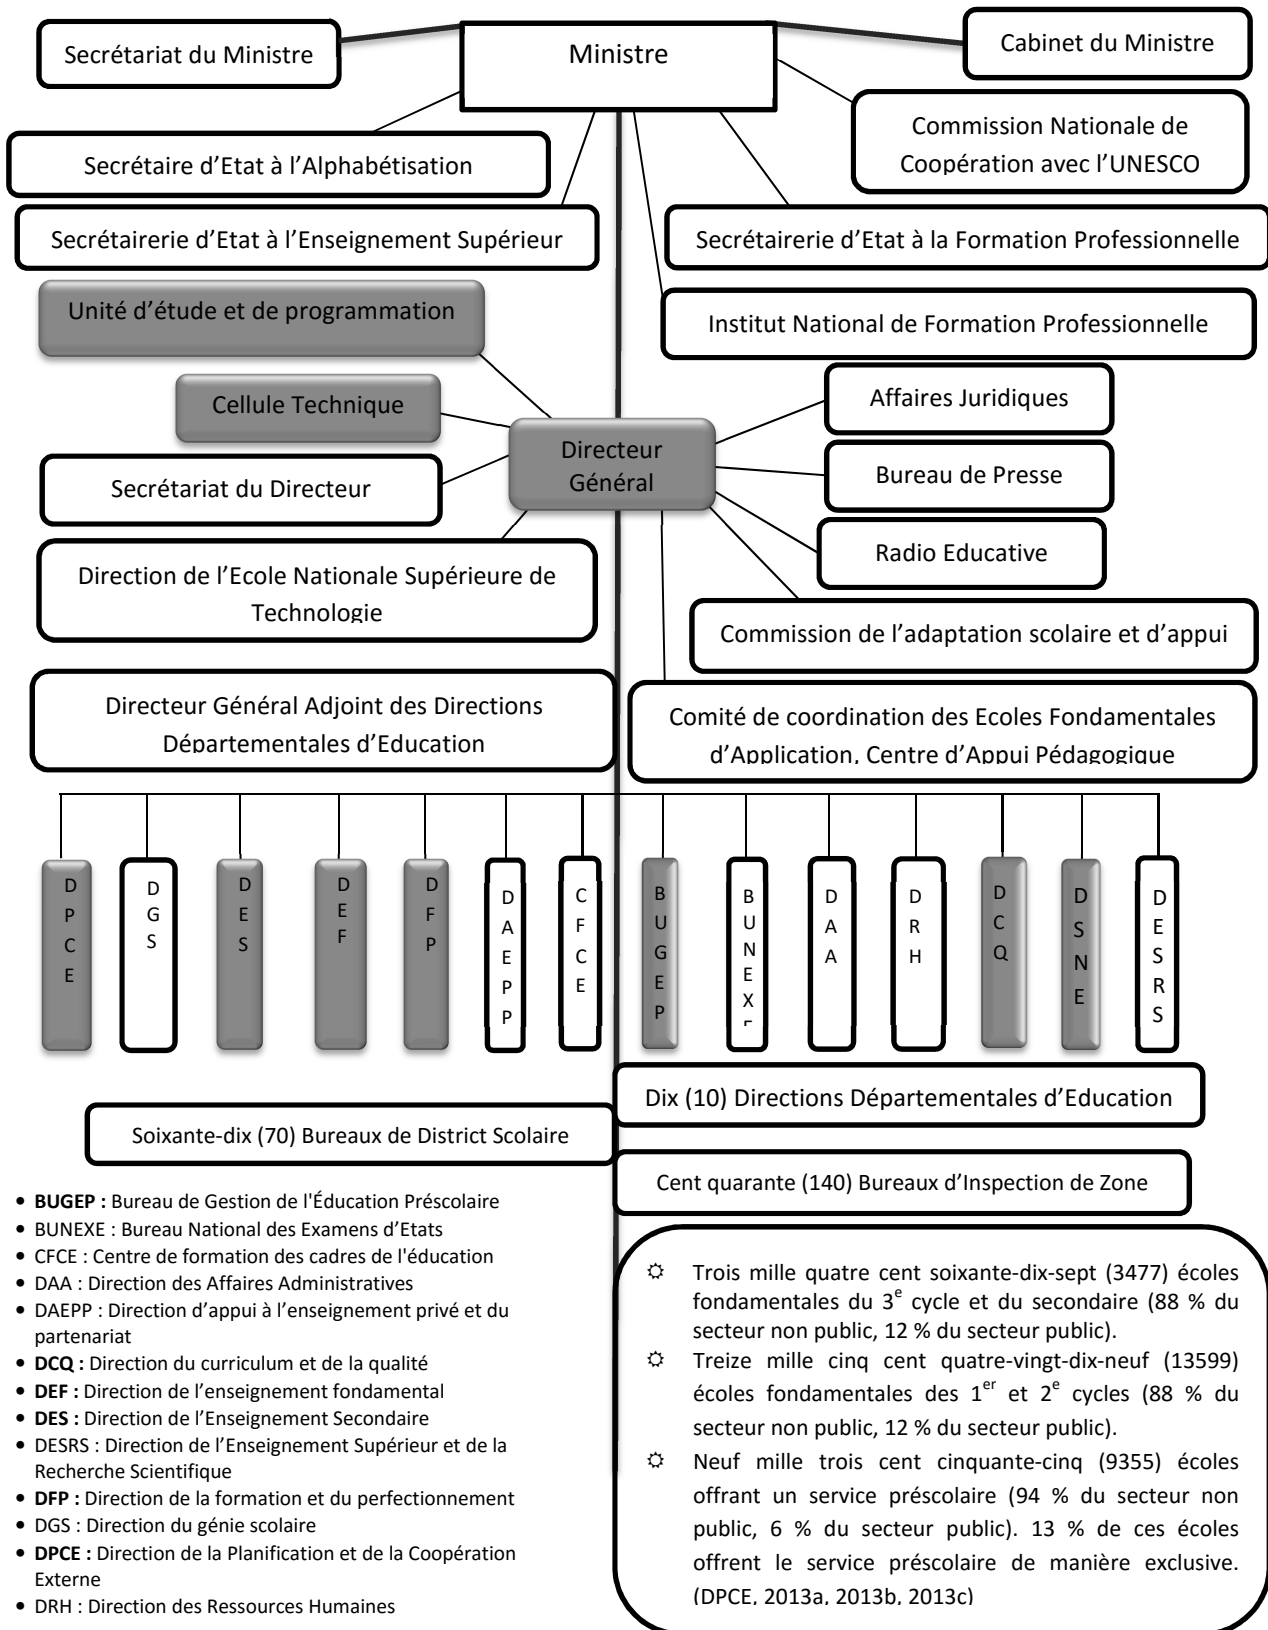 Secrétariat du Ministre
Ministre
Cabinet du Ministre
Commission Nationale de
Coopération avec l’UNESCO
Secrétaire d’Etat à l’Alphabétisation
Secrétairerie d’Etat à l’Enseignement Supérieur
Secrétairerie d’Etat à la Formation Professionnelle
Unité d’étude et de programmation
Institut National de Formation Professionnelle
Cellule Technique
Affaires Juridiques
Directeur
Général
Secrétariat du Directeur
Bureau de Presse
Radio Educative
Direction de l’Ecole Nationale Supérieure de
Technologie
Commission de l’adaptation scolaire et d’appui
Directeur Général Adjoint des Directions
Départementales d’Education
Comité de coordination des Ecoles Fondamentales
d’Application, Centre d’Appui Pédagogique
DPCE
DGS
DES
DEF
DFP
DAEPP
CFCE
BUGEP
BUNEXE
DAA
DRH
DCQ
DSNE
DESRS
Dix (10) Directions Départementales d’Education
Soixante-dix (70) Bureaux de District Scolaire
Cent quarante (140) Bureaux d’Inspection de Zone
• BUGEP : Bureau de Gestion de l'Éducation Préscolaire
• BUNEXE : Bureau National des Examens d’Etats
• CFCE : Centre de formation des cadres de l'éducation
• DAA : Direction des Affaires Administratives
• DAEPP : Direction d’appui à l’enseignement privé et du
partenariat
• DCQ : Direction du curriculum et de la qualité
• DEF : Direction de l’enseignement fondamental
• DES : Direction de l’Enseignement Secondaire
• DESRS : Direction de l’Enseignement Supérieur et de la
Recherche Scientifique
• DFP : Direction de la formation et du perfectionnement
• DGS : Direction du génie scolaire
• DPCE : Direction de la Planification et de la Coopération
Externe
• DRH : Direction des Ressources Humaines
☼ Trois mille quatre cent soixante-dix-sept (3477) écoles
fondamentales du 3e cycle et du secondaire (88 % du
secteur non public, 12 % du secteur public).
☼ Treize mille cinq cent quatre-vingt-dix-neuf (13599)
écoles fondamentales des 1er et 2e cycles (88 % du
secteur non public, 12 % du secteur public).
☼ Neuf mille trois cent cinquante-cinq (9355) écoles
offrant un service préscolaire (94 % du secteur non
public, 6 % du secteur public). 13 % de ces écoles
offrent le service préscolaire de manière exclusive.
(DPCE, 2013a, 2013b, 2013c)